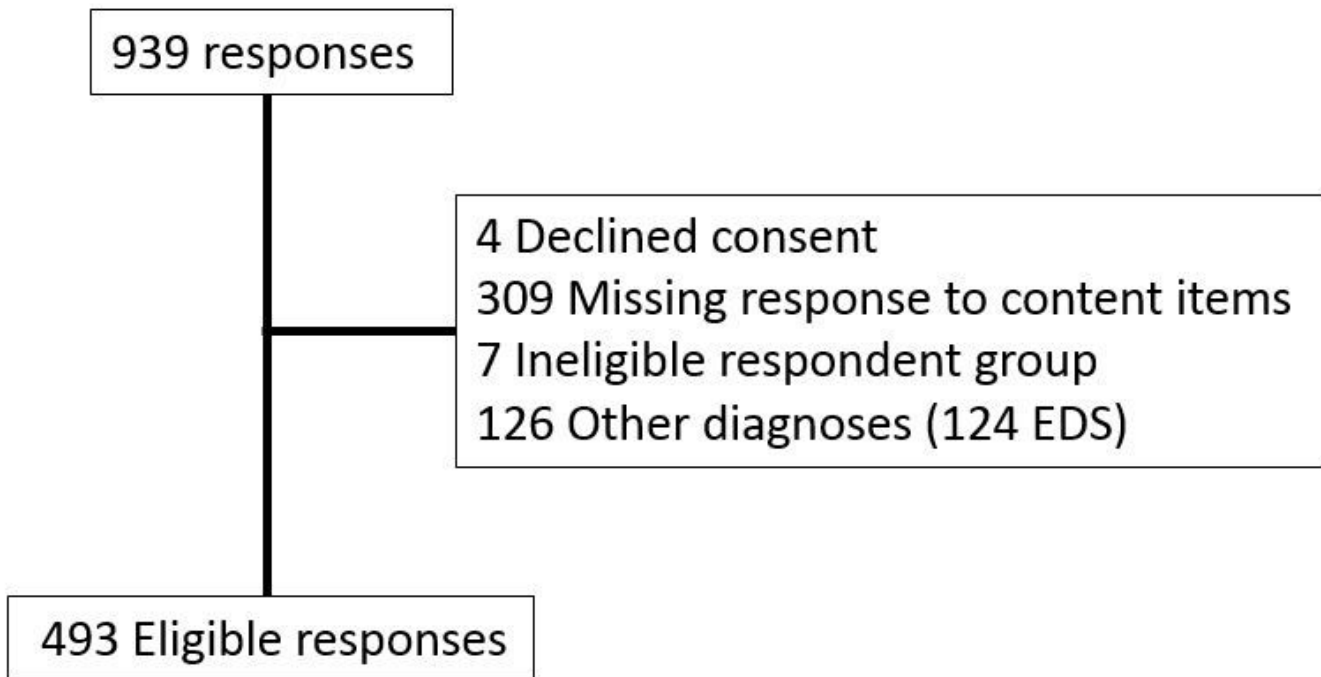 939 responses
4 Declined consent
309 Missing response to content items
7 Ineligible respondent group
126 Other diagnoses (124 EDS)
493 Eligible responses